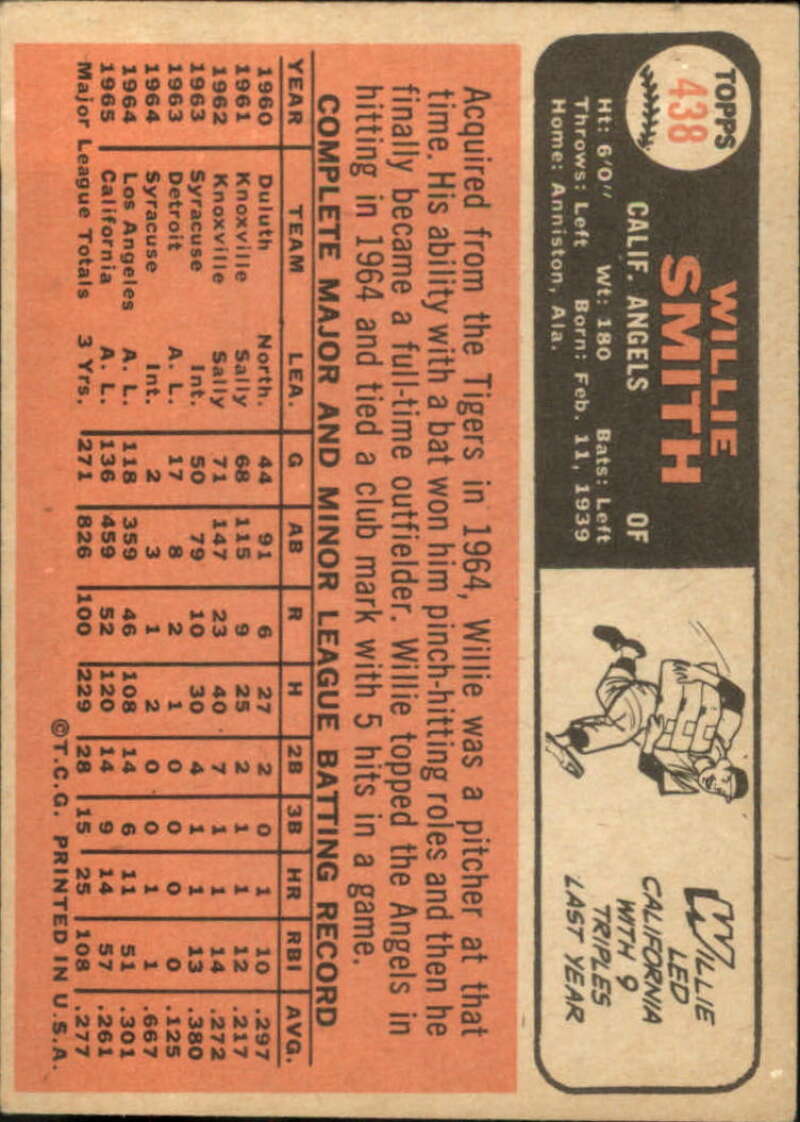 TOPPS
438
WILLIE
SMITH
CALIF. ANGELS OF
Ht: 6'0" Wt: 180 Bats: Left
Throws: Left Born: Feb. 11, 1939
Home: Anniston, Ala.
WILLIE
LED
CALIFORNIA
WITH 9
TRIPLES
LAST YEAR
Acquired from the Tigers in 1964, Willie was a pitcher at that
time. His ability with a bat won him pinch-hitting roles and then he
finally became a full-time outfielder. Willie topped the Angels in
hitting in 1964 and tied a club mark with 5 hits in a game.
COMPLETE MAJOR AND MINOR LEAGUE BATTING RECORD
YEAR TEAM LEA. G AB R H 2B 3B HR RBI AVG.
1960 Duluth North. 44 91 6 27 2 0 1 10 .297
1961 Knoxville Sally 68 115 9 25 2 1 1 12 .217
1962 Knoxville Sally 71 147 23 40 7 1 1 14 .272
1963 Syracuse Int. 50 79 10 30 4 1 1 13 .380
1963 Detroit A. L. 17 8 2 1 0 0 0 0 .125
1964 Syracuse Int. 2 3 1 2 0 0 1 1 .667
1964 Los Angeles A. L. 118 359 46 108 14 6 11 51 .301
1965 California A. L. 136 459 52 120 14 9 14 57 .261
Major League Totals 3 Yrs. 271 826 100 229 28 15 25 108 .277
©T.C.G. PRINTED IN U.S.A.